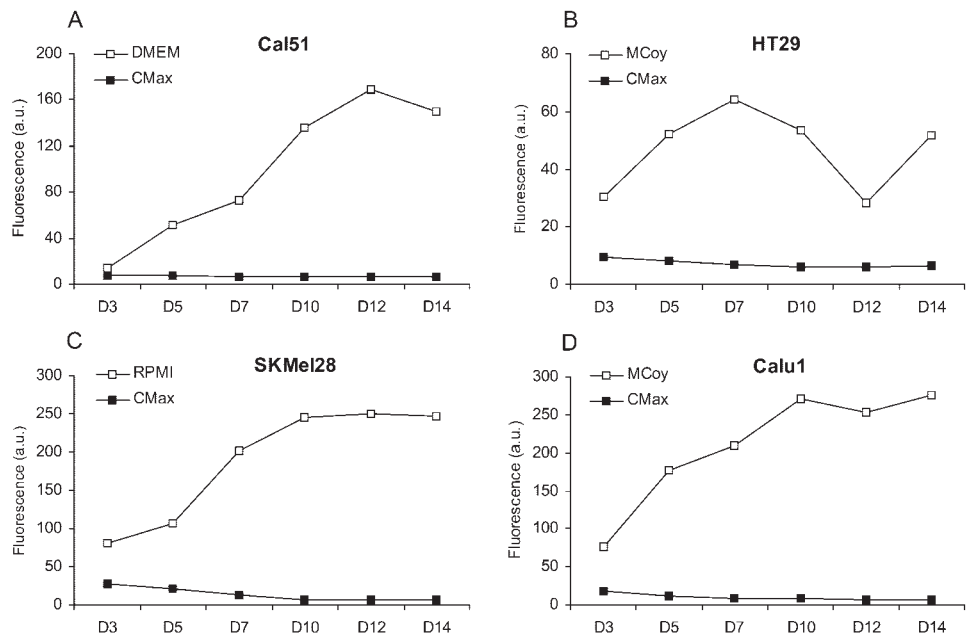 A
Cal51
DMEM
CMax
Fluorescence (a.u.)
200
160
120
80
40
0
D3 D5 D7 D10 D12 D14
B
HT29
MCoy
CMax
Fluorescence (a.u.)
80
60
40
20
0
D3 D5 D7 D10 D12 D14
C
SKMel28
RPMI
CMax
Fluorescence (a.u.)
300
250
200
150
100
50
0
D3 D5 D7 D10 D12 D14
D
Calu1
MCoy
CMax
Fluorescence (a.u.)
300
250
200
150
100
50
0
D3 D5 D7 D10 D12 D14